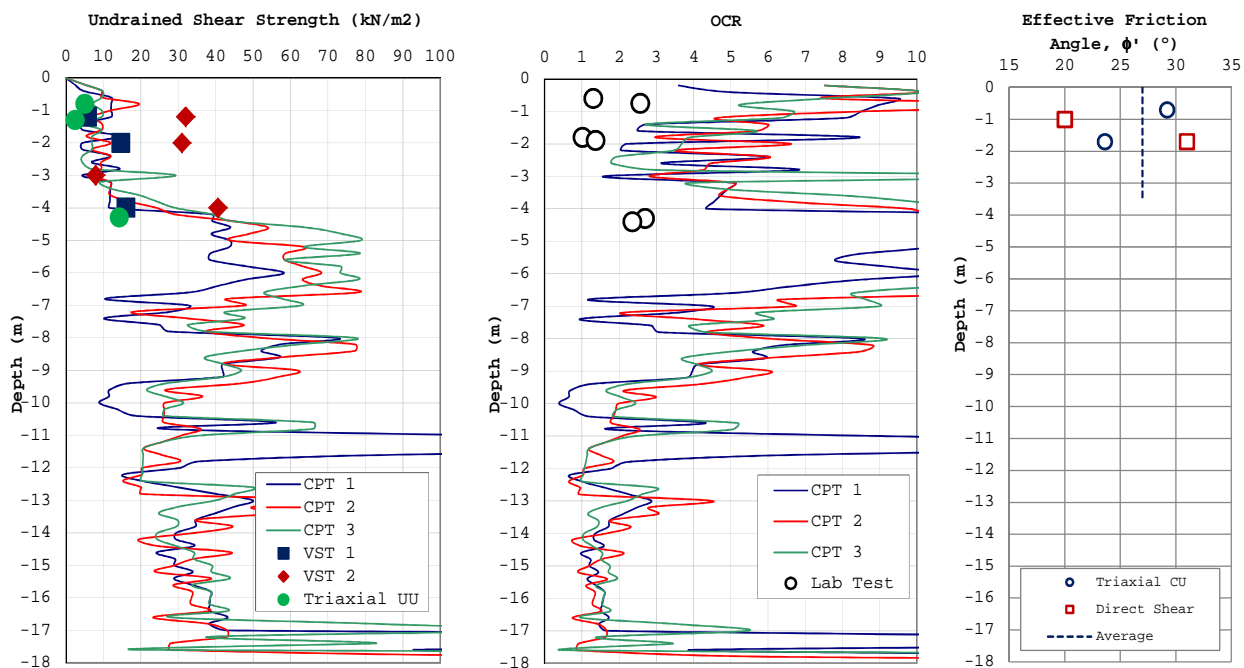 Undrained Shear Strength (kN/m2)
0 10 20 30 40 50 60 70 80 90 100
0
-1
-2
-3
-4
-5
-6
-7
-8
-9
-10
-11
-12
-13
-14
-15
-16
-17
-18
Depth (m)
CPT 1
CPT 2
CPT 3
VST 1
VST 2
Triaxial UU
OCR
0 1 2 3 4 5 6 7 8 9 10
0
-1
-2
-3
-4
-5
-6
-7
-8
-9
-10
-11
-12
-13
-14
-15
-16
-17
-18
Depth (m)
CPT 1
CPT 2
CPT 3
Lab Test
Effective Friction
Angle, ϕ' (°)
15 20 25 30 35
0
-1
-2
-3
-4
-5
-6
-7
-8
-9
-10
-11
-12
-13
-14
-15
-16
-17
-18
Depth (m)
Triaxial CU
Direct Shear
Average